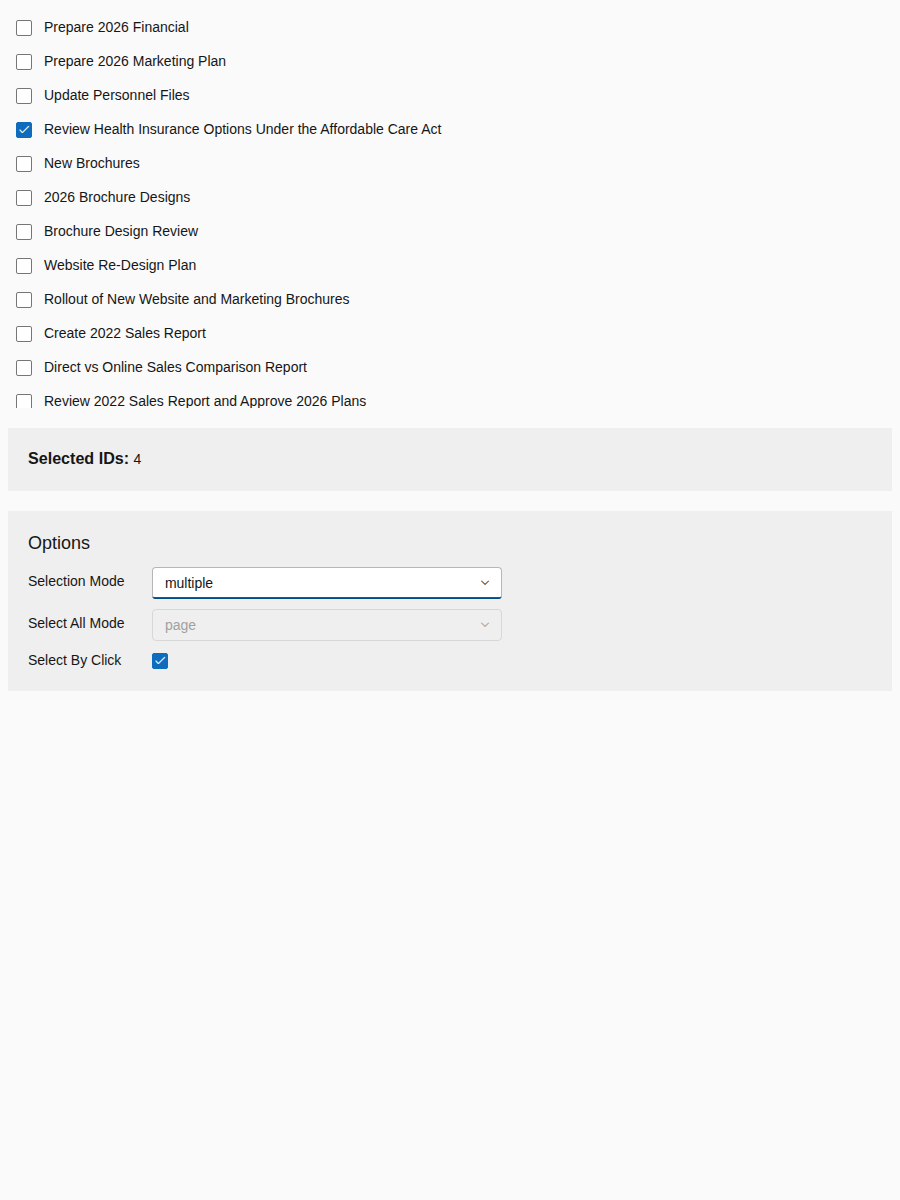 Prepare 2026 Financial
Prepare 2026 Marketing Plan
Update Personnel Files
Review Health Insurance Options Under the Affordable Care Act
New Brochures
2026 Brochure Designs
Brochure Design Review
Website Re-Design Plan
Rollout of New Website and Marketing Brochures
Create 2022 Sales Report
Direct vs Online Sales Comparison Report
Review 2022 Sales Report and Approve 2026 Plans
Selected IDs: 4
Options
Selection Mode multiple
Select All Mode page
Select By Click